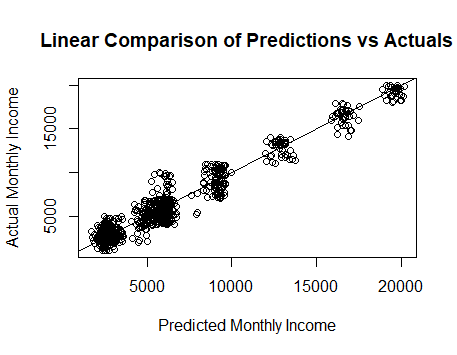 Linear Comparison of Predictions vs Actuals
Actual Monthly Income
15000
5000
5000 10000 15000 20000
Predicted Monthly Income